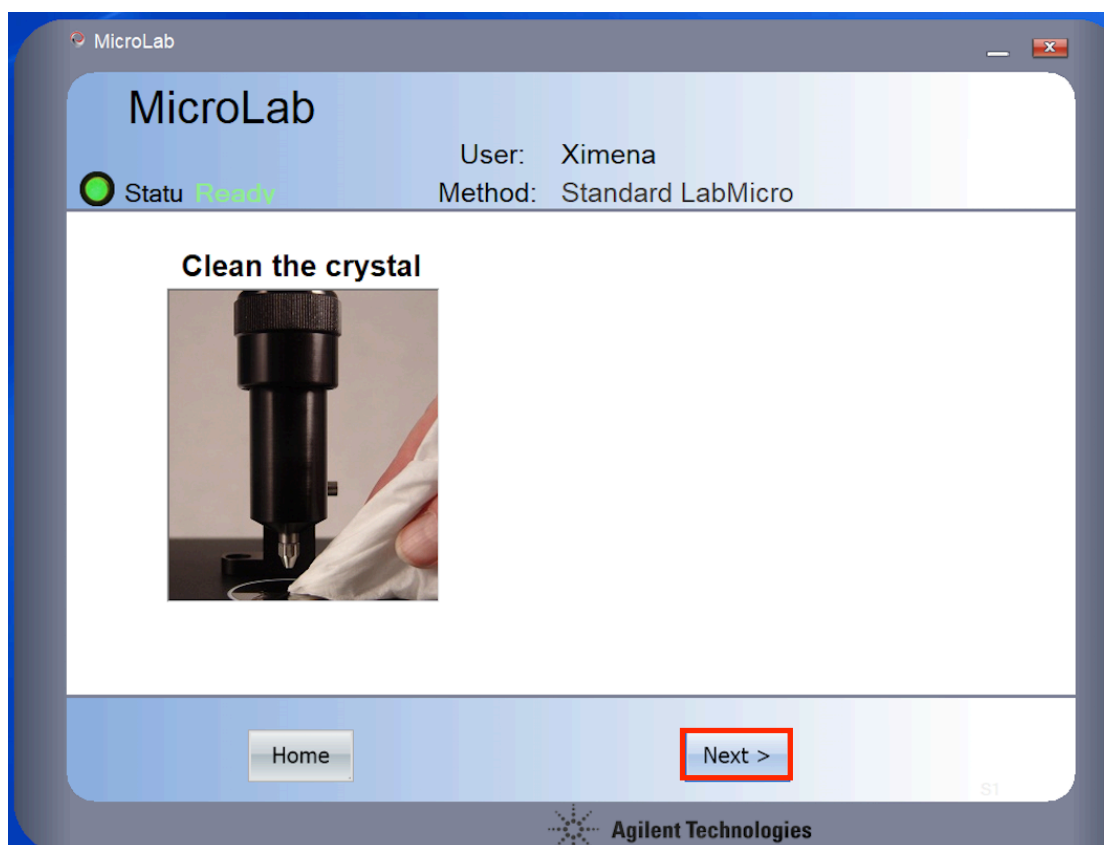 MicroLab
MicroLab
User: Ximena
Statu Ready
Method: Standard LabMicro
Clean the crystal
Home
Next >
S1
Agilent Technologies